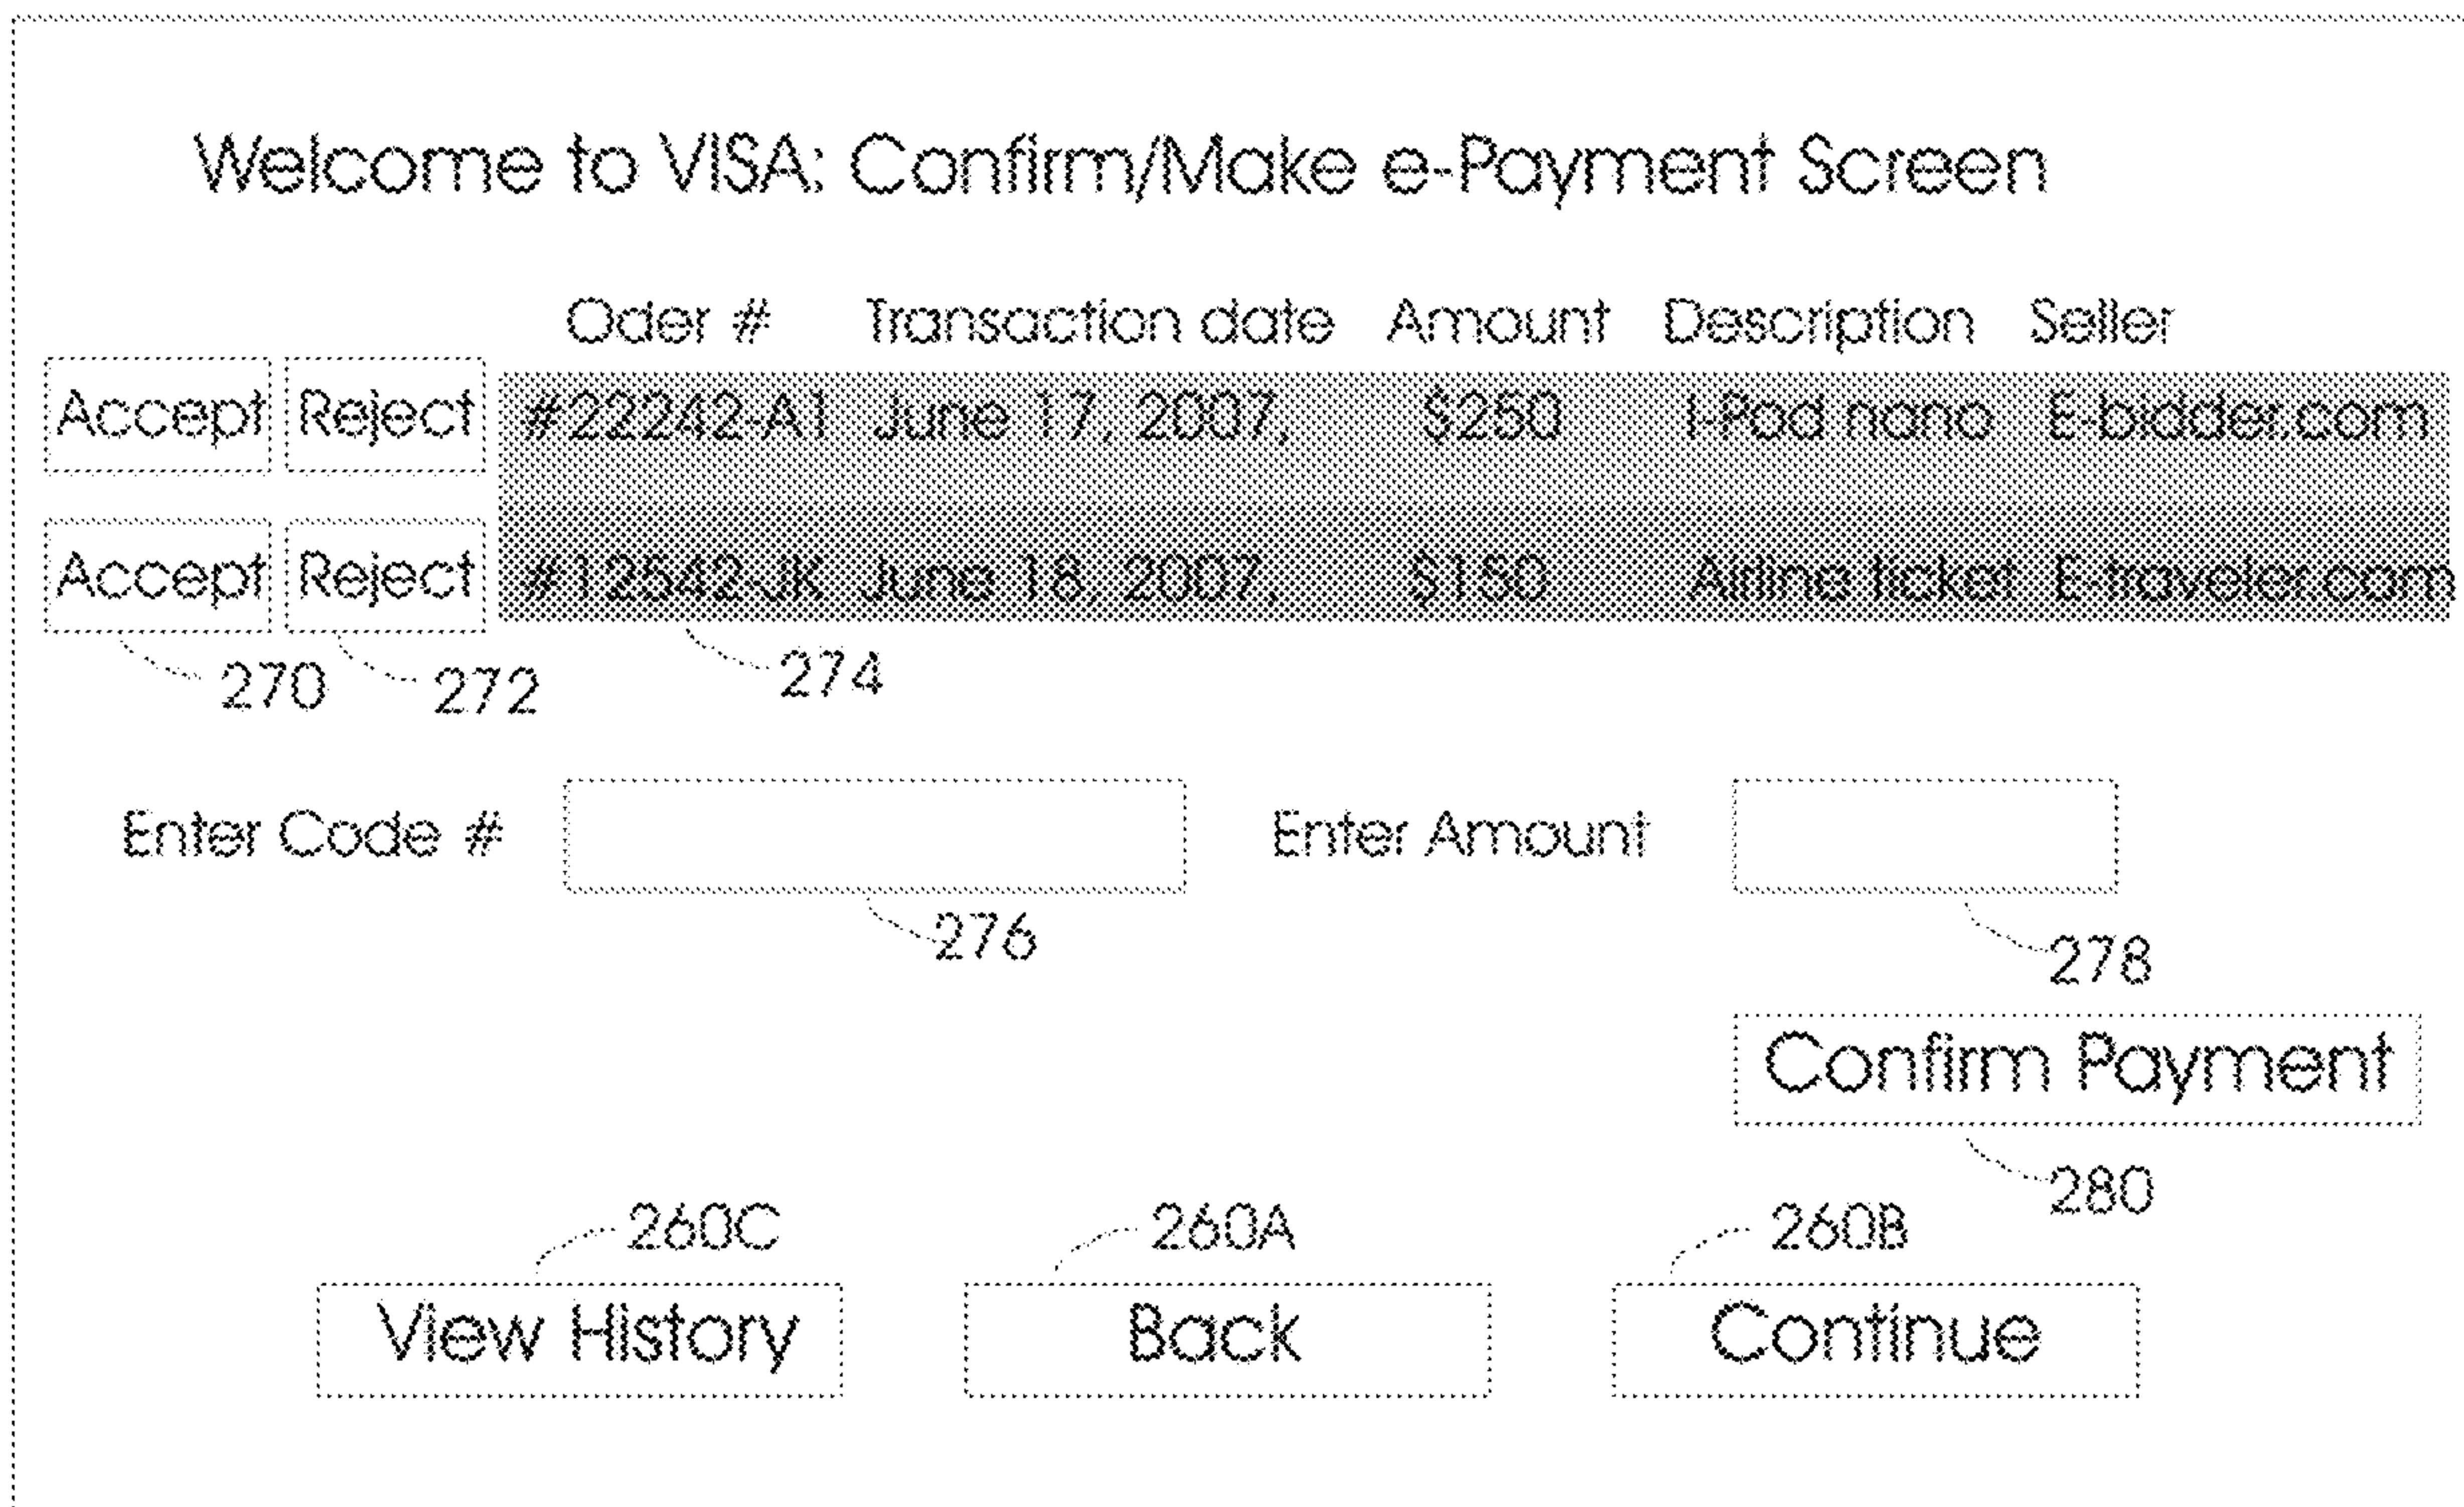 Welcome to VISA: Confirm/Make e-Payment Screen
Oder # Transaction date Amount Description Seller
Accept Reject #22242-A1 June 17, 2007, $250 I-Pod nano E-bidder.com
Accept Reject #12542-JK June 18, 2007, $150 Airline ticket E-traveler.com
270 272 274
Enter Code # Enter Amount
276 278
Confirm Payment
280
260C 260A 260B
View History Back Continue